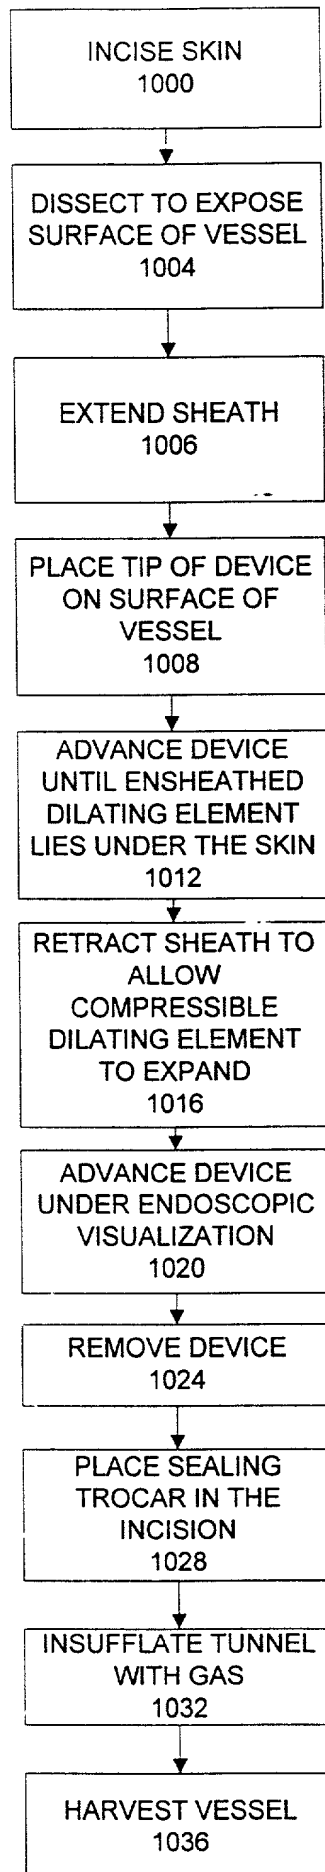 INCISE SKIN
1000
DISSECT TO EXPOSE
SURFACE OF VESSEL
1004
EXTEND SHEATH
1006
PLACE TIP OF DEVICE
ON SURFACE OF
VESSEL
1008
ADVANCE DEVICE
UNTIL ENSHEATHED
DILATING ELEMENT
LIES UNDER THE SKIN
1012
RETRACT SHEATH TO
ALLOW
COMPRESSIBLE
DILATING ELEMENT
TO EXPAND
1016
ADVANCE DEVICE
UNDER ENDOSCOPIC
VISUALIZATION
1020
REMOVE DEVICE
1024
PLACE SEALING
TROCAR IN THE
INCISION
1028
INSUFFLATE TUNNEL
WITH GAS
1032
HARVEST VESSEL
1036